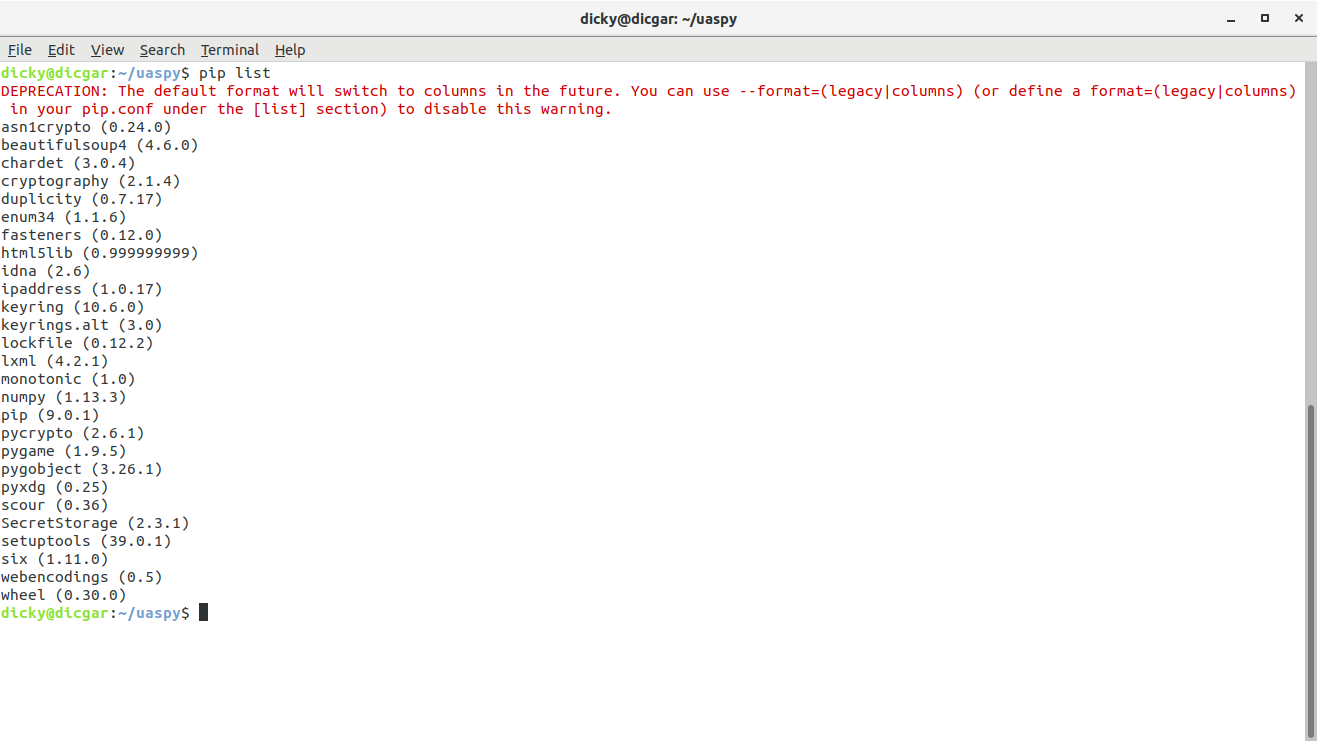 dicky@dicgar: ~/uaspy
File Edit View Search Terminal Help
dicky@dicgar:~/uaspy$ pip list
DEPRECATION: The default format will switch to columns in the future. You can use --format=(legacy|columns) (or define a format=(legacy|columns)
 in your pip.conf under the [list] section) to disable this warning.
asn1crypto (0.24.0)
beautifulsoup4 (4.6.0)
chardet (3.0.4)
cryptography (2.1.4)
duplicity (0.7.17)
enum34 (1.1.6)
fasteners (0.12.0)
html5lib (0.999999999)
idna (2.6)
ipaddress (1.0.17)
keyring (10.6.0)
keyrings.alt (3.0)
lockfile (0.12.2)
lxml (4.2.1)
monotonic (1.0)
numpy (1.13.3)
pip (9.0.1)
pycrypto (2.6.1)
pygame (1.9.5)
pygobject (3.26.1)
pyxdg (0.25)
scour (0.36)
SecretStorage (2.3.1)
setuptools (39.0.1)
six (1.11.0)
webencodings (0.5)
wheel (0.30.0)
dicky@dicgar:~/uaspy$